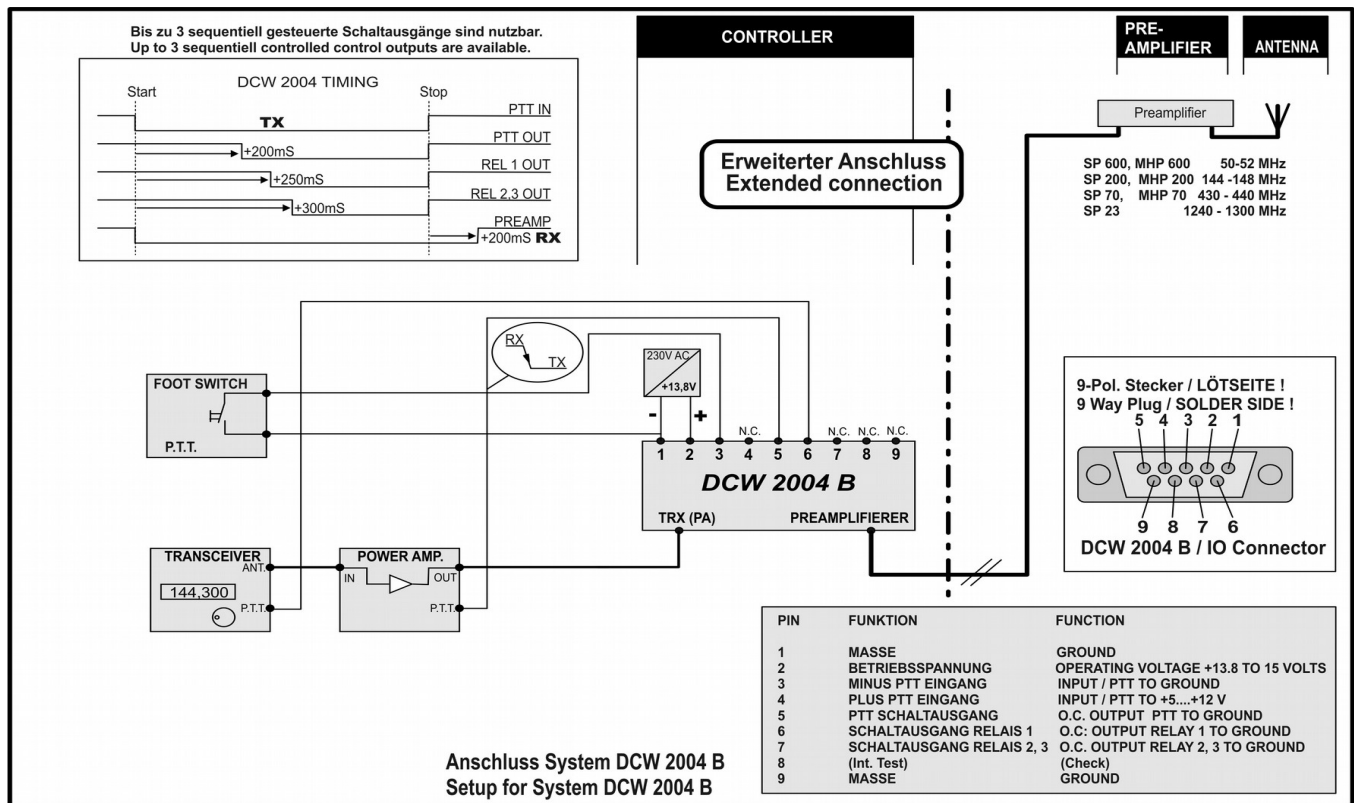 Bis zu 3 sequentiell gesteuerte Schaltausgänge sind nutzbar.
Up to 3 sequentiell controlled control outputs are available.
DCW 2004 TIMING
Start
Stop
PTT IN
TX
PTT OUT
+200mS
REL 1 OUT
+250mS
REL 2,3 OUT
+300mS
PREAMP
+200mS RX
CONTROLLER
Erweiterter Anschluss
Extended connection
PRE-
AMPLIFIER
ANTENNA
Preamplifier
SP 600, MHP 600 50-52 MHz
SP 200, MHP 200 144 -148 MHz
SP 70, MHP 70 430 - 440 MHz
SP 23 1240 - 1300 MHz
RX
TX
230V AC
+13,8V
- +
FOOT SWITCH
P.T.T.
N.C. N.C. N.C. N.C.
1 2 3 4 5 6 7 8 9
DCW 2004 B
TRX (PA) PREAMPLIFIERER
TRANSCEIVER
ANT.
144,300
P.T.T.
POWER AMP.
IN
OUT
P.T.T.
9-Pol. Stecker / LÖTSEITE !
9 Way Plug / SOLDER SIDE !
5 4 3 2 1
9 8 7 6
DCW 2004 B / IO Connector
PIN FUNKTION FUNCTION
1 MASSE GROUND
2 BETRIEBSSPANNUNG OPERATING VOLTAGE +13.8 TO 15 VOLTS
3 MINUS PTT EINGANG INPUT / PTT TO GROUND
4 PLUS PTT EINGANG INPUT / PTT TO +5....+12 V
5 PTT SCHALTAUSGANG O.C. OUTPUT PTT TO GROUND
6 SCHALTAUSGANG RELAIS 1 O.C: OUTPUT RELAY 1 TO GROUND
7 SCHALTAUSGANG RELAIS 2, 3 O.C. OUTPUT RELAY 2, 3 TO GROUND
8 (Int. Test) (Check)
9 MASSE GROUND
Anschluss System DCW 2004 B
Setup for System DCW 2004 B